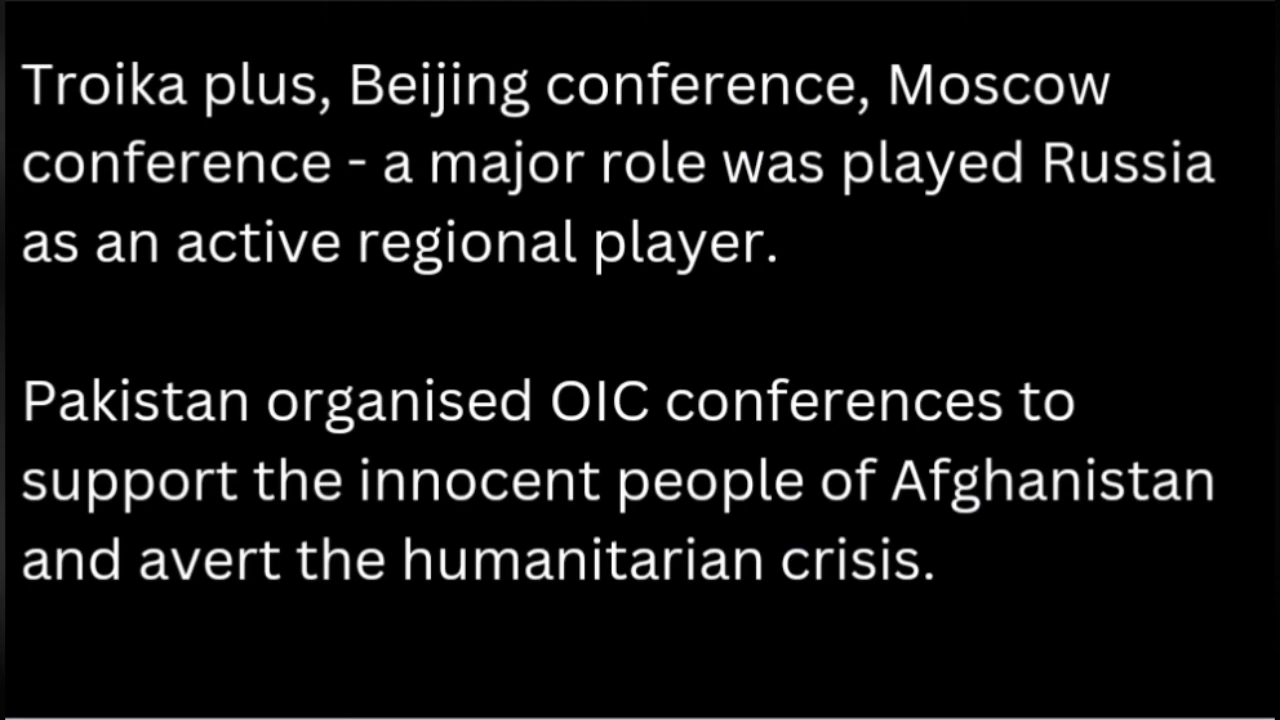 Troika plus, Beijing conference, Moscow
conference - a major role was played Russia
as an active regional player.
Pakistan organised OIC conferences to
support the innocent people of Afghanistan
and avert the humanitarian crisis.